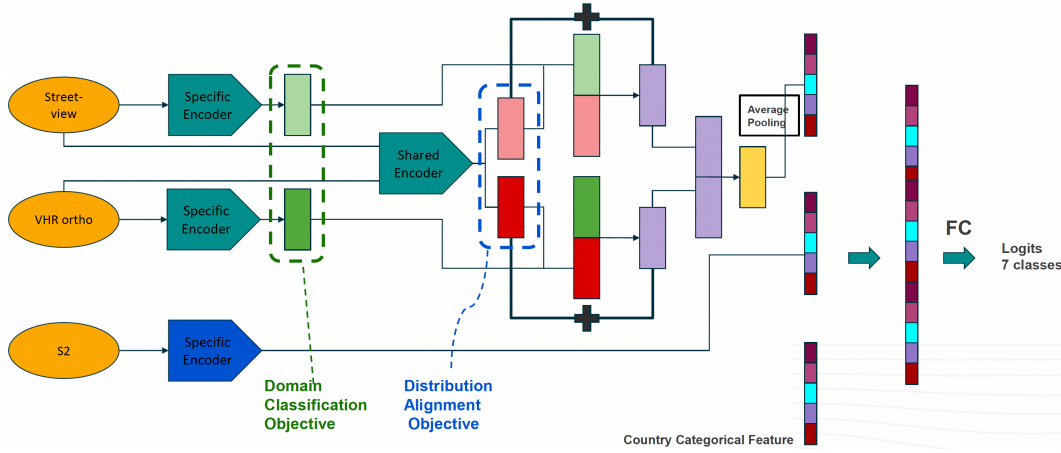 Street-
view
Specific
Encoder
Shared
Encoder
Average
Pooling
VHR ortho
Specific
Encoder
FC
Logits
7 classes
S2
Specific
Encoder
Domain
Classification
Objective
Distribution
Alignment
Objective
Country Categorical Feature